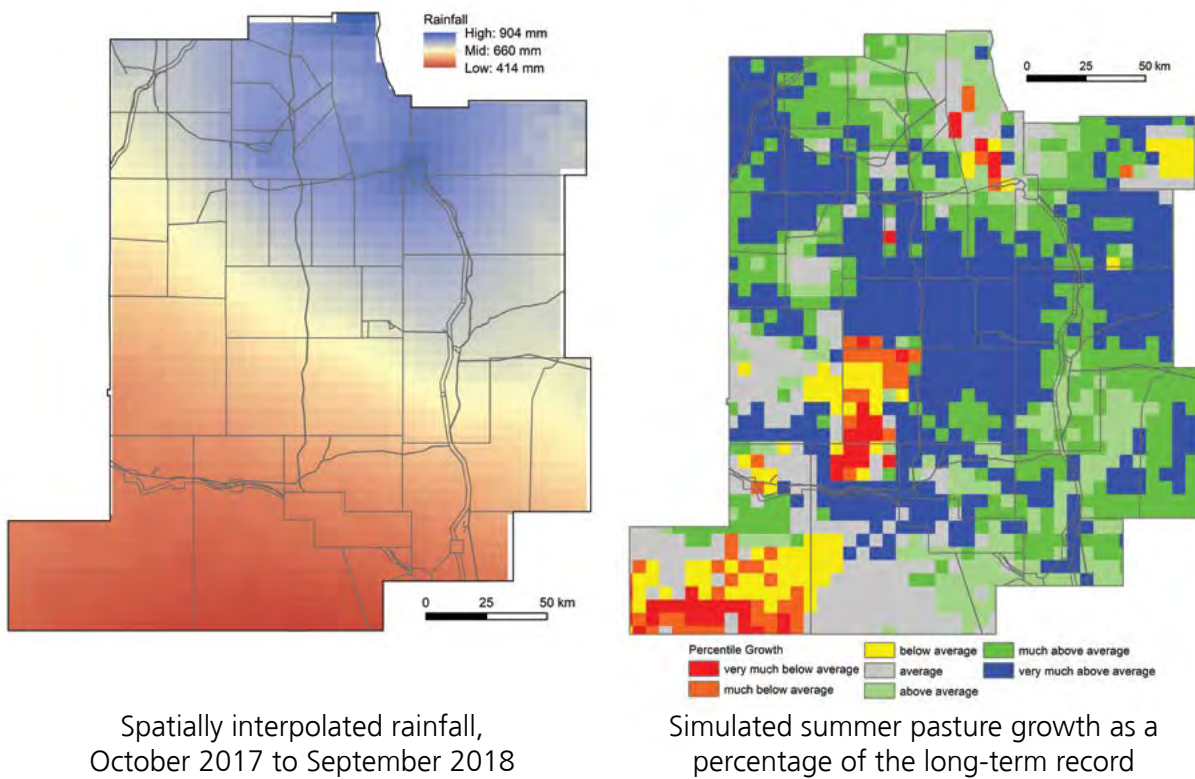 Rainfall
High: 904 mm
Mid: 660 mm
Low: 414 mm
0 25 50 km
0 25 50 km
Percentile Growth
very much below average
much below average
below average
average
above average
much above average
very much above average
Spatially interpolated rainfall,
October 2017 to September 2018
Simulated summer pasture growth as a
percentage of the long-term record